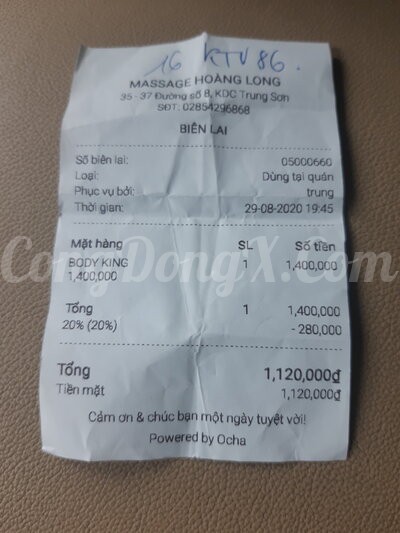 16 KTV 86.
MASSAGE HOÀNG LONG
35 - 37 Đường số 8, KDC Trung Sơn
SĐT: 02854296868
BIÊN LAI
Số biên lai: 05000660
Loại: Dùng tại quán
Phục vụ bởi: trung
Thời gian: 29-08-2020 19:45
Mặt hàng SL Số tiền
BODY KING 1 1,400,000
1,400,000
CongDongX.Com
Tổng 1 1,400,000
20% (20%) - 280,000
Tổng 1,120,000₫
Tiền mặt 1,120,000₫
Cảm ơn & chúc bạn một ngày tuyệt vời!
Powered by Ocha